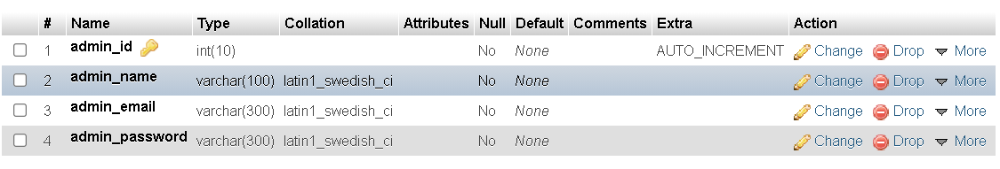 # Name Type Collation Attributes Null Default Comments Extra Action
1 admin_id int(10) No None AUTO_INCREMENT Change Drop More
2 admin_name varchar(100) latin1_swedish_ci No None Change Drop More
3 admin_email varchar(300) latin1_swedish_ci No None Change Drop More
4 admin_password varchar(300) latin1_swedish_ci No None Change Drop More